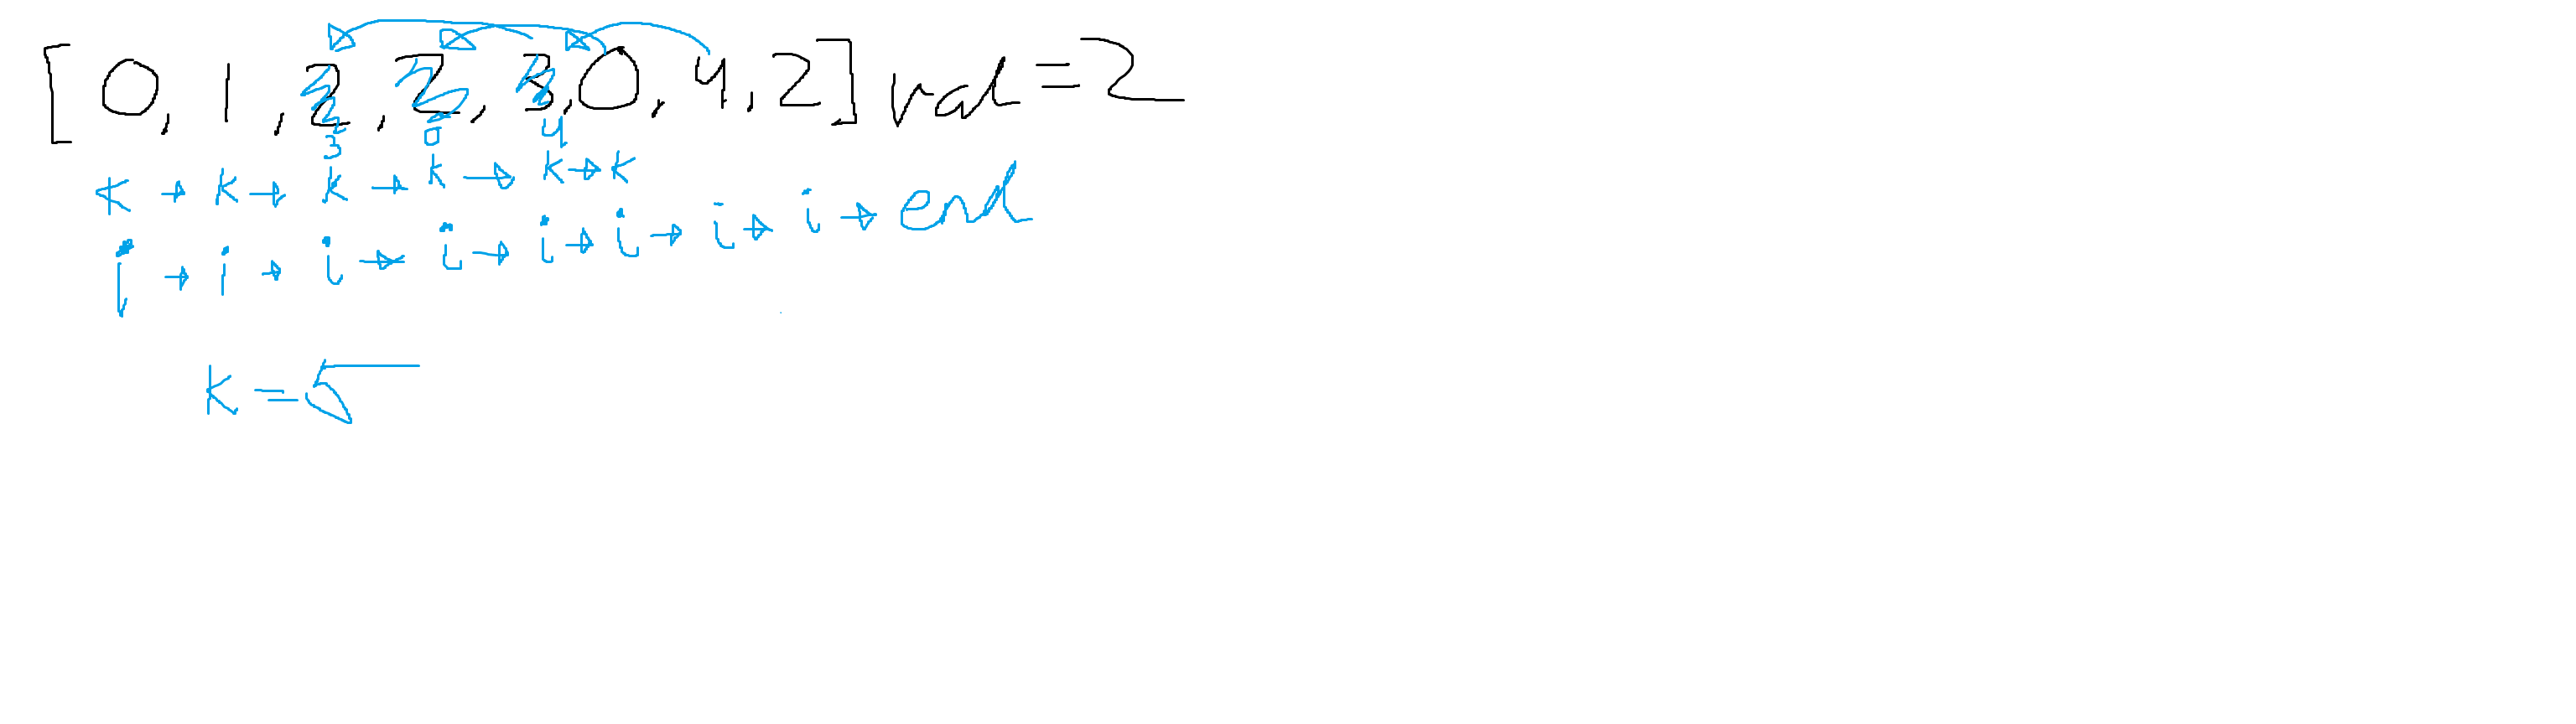 [0, 1, 2, 2, 3, 0, 4, 2] val = 2
3 0 4
k → k → k → k → k → k
i → i → i → i → i → i → i → i → end
k = 5